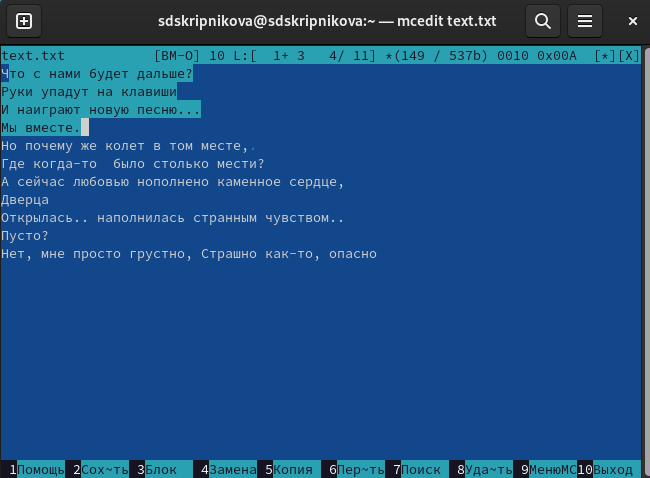 sdskripnikova@sdskripnikova:~ — mcedit text.txt
text.txt [BM-O] 10 L:[ 1+ 3 4/ 11] *(149 / 537b) 0010 0x00A [*][X]
Что с нами будет дальше?
Руки упадут на клавиши
И наиграют новую песню...
Мы вместе.
Но почему же колет в том месте,.
Где когда-то было столько мести?
А сейчас любовью нополнено каменное сердце,
Дверца
Открылась.. наполнилась странным чувством..
Пусто?
Нет, мне просто грустно, Страшно как-то, опасно
1Помощь 2Сох~ть 3Блок 4Замена 5Копия 6Пер~ть 7Поиск 8Уда~ть 9МенюМС 10Выход